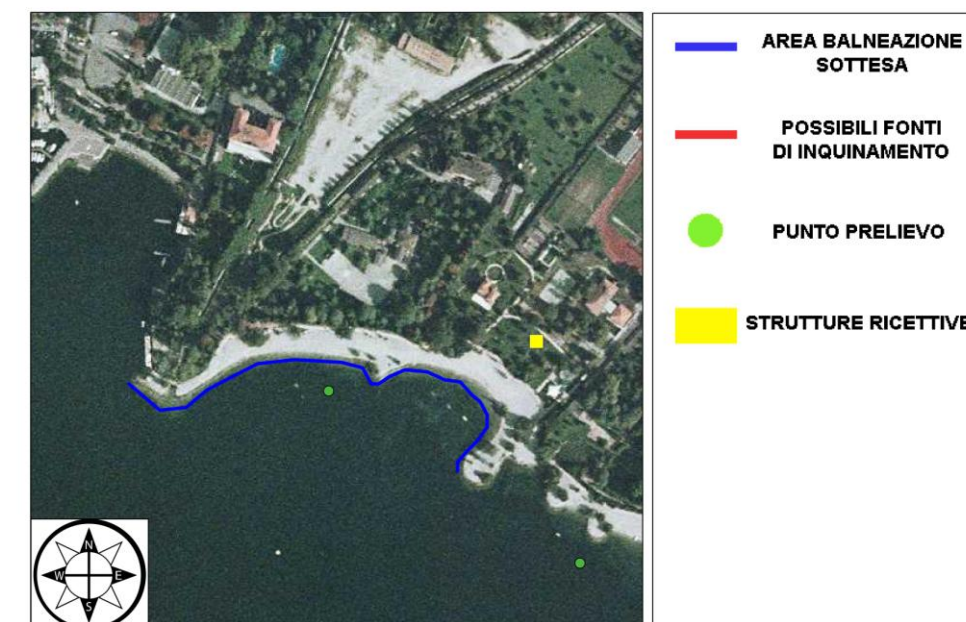 AREA BALNEAZIONE
SOTTESA
POSSIBILI FONTI
DI INQUINAMENTO
PUNTO PRELIEVO
STRUTTURE RICETTIVE
N
W
E
S